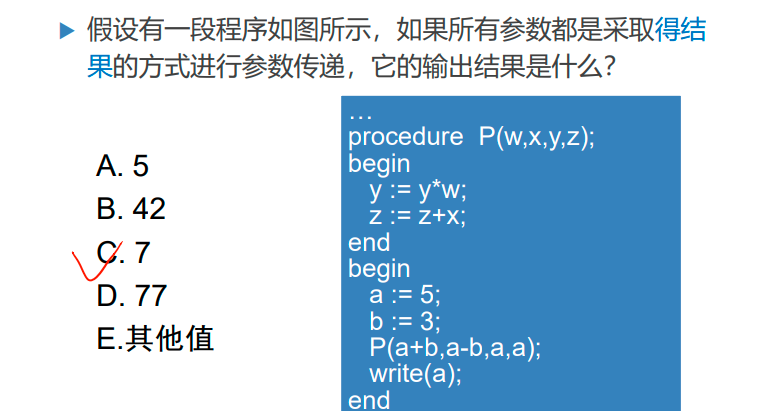 ▶ 假设有一段程序如图所示，如果所有参数都是采取得结
果的方式进行参数传递，它的输出结果是什么？
A. 5
B. 42
C. 7
D. 77
E.其他值
…
procedure P(w,x,y,z);
begin
y := y*w;
z := z+x;
end
begin
a := 5;
b := 3;
P(a+b,a-b,a,a);
write(a);
end